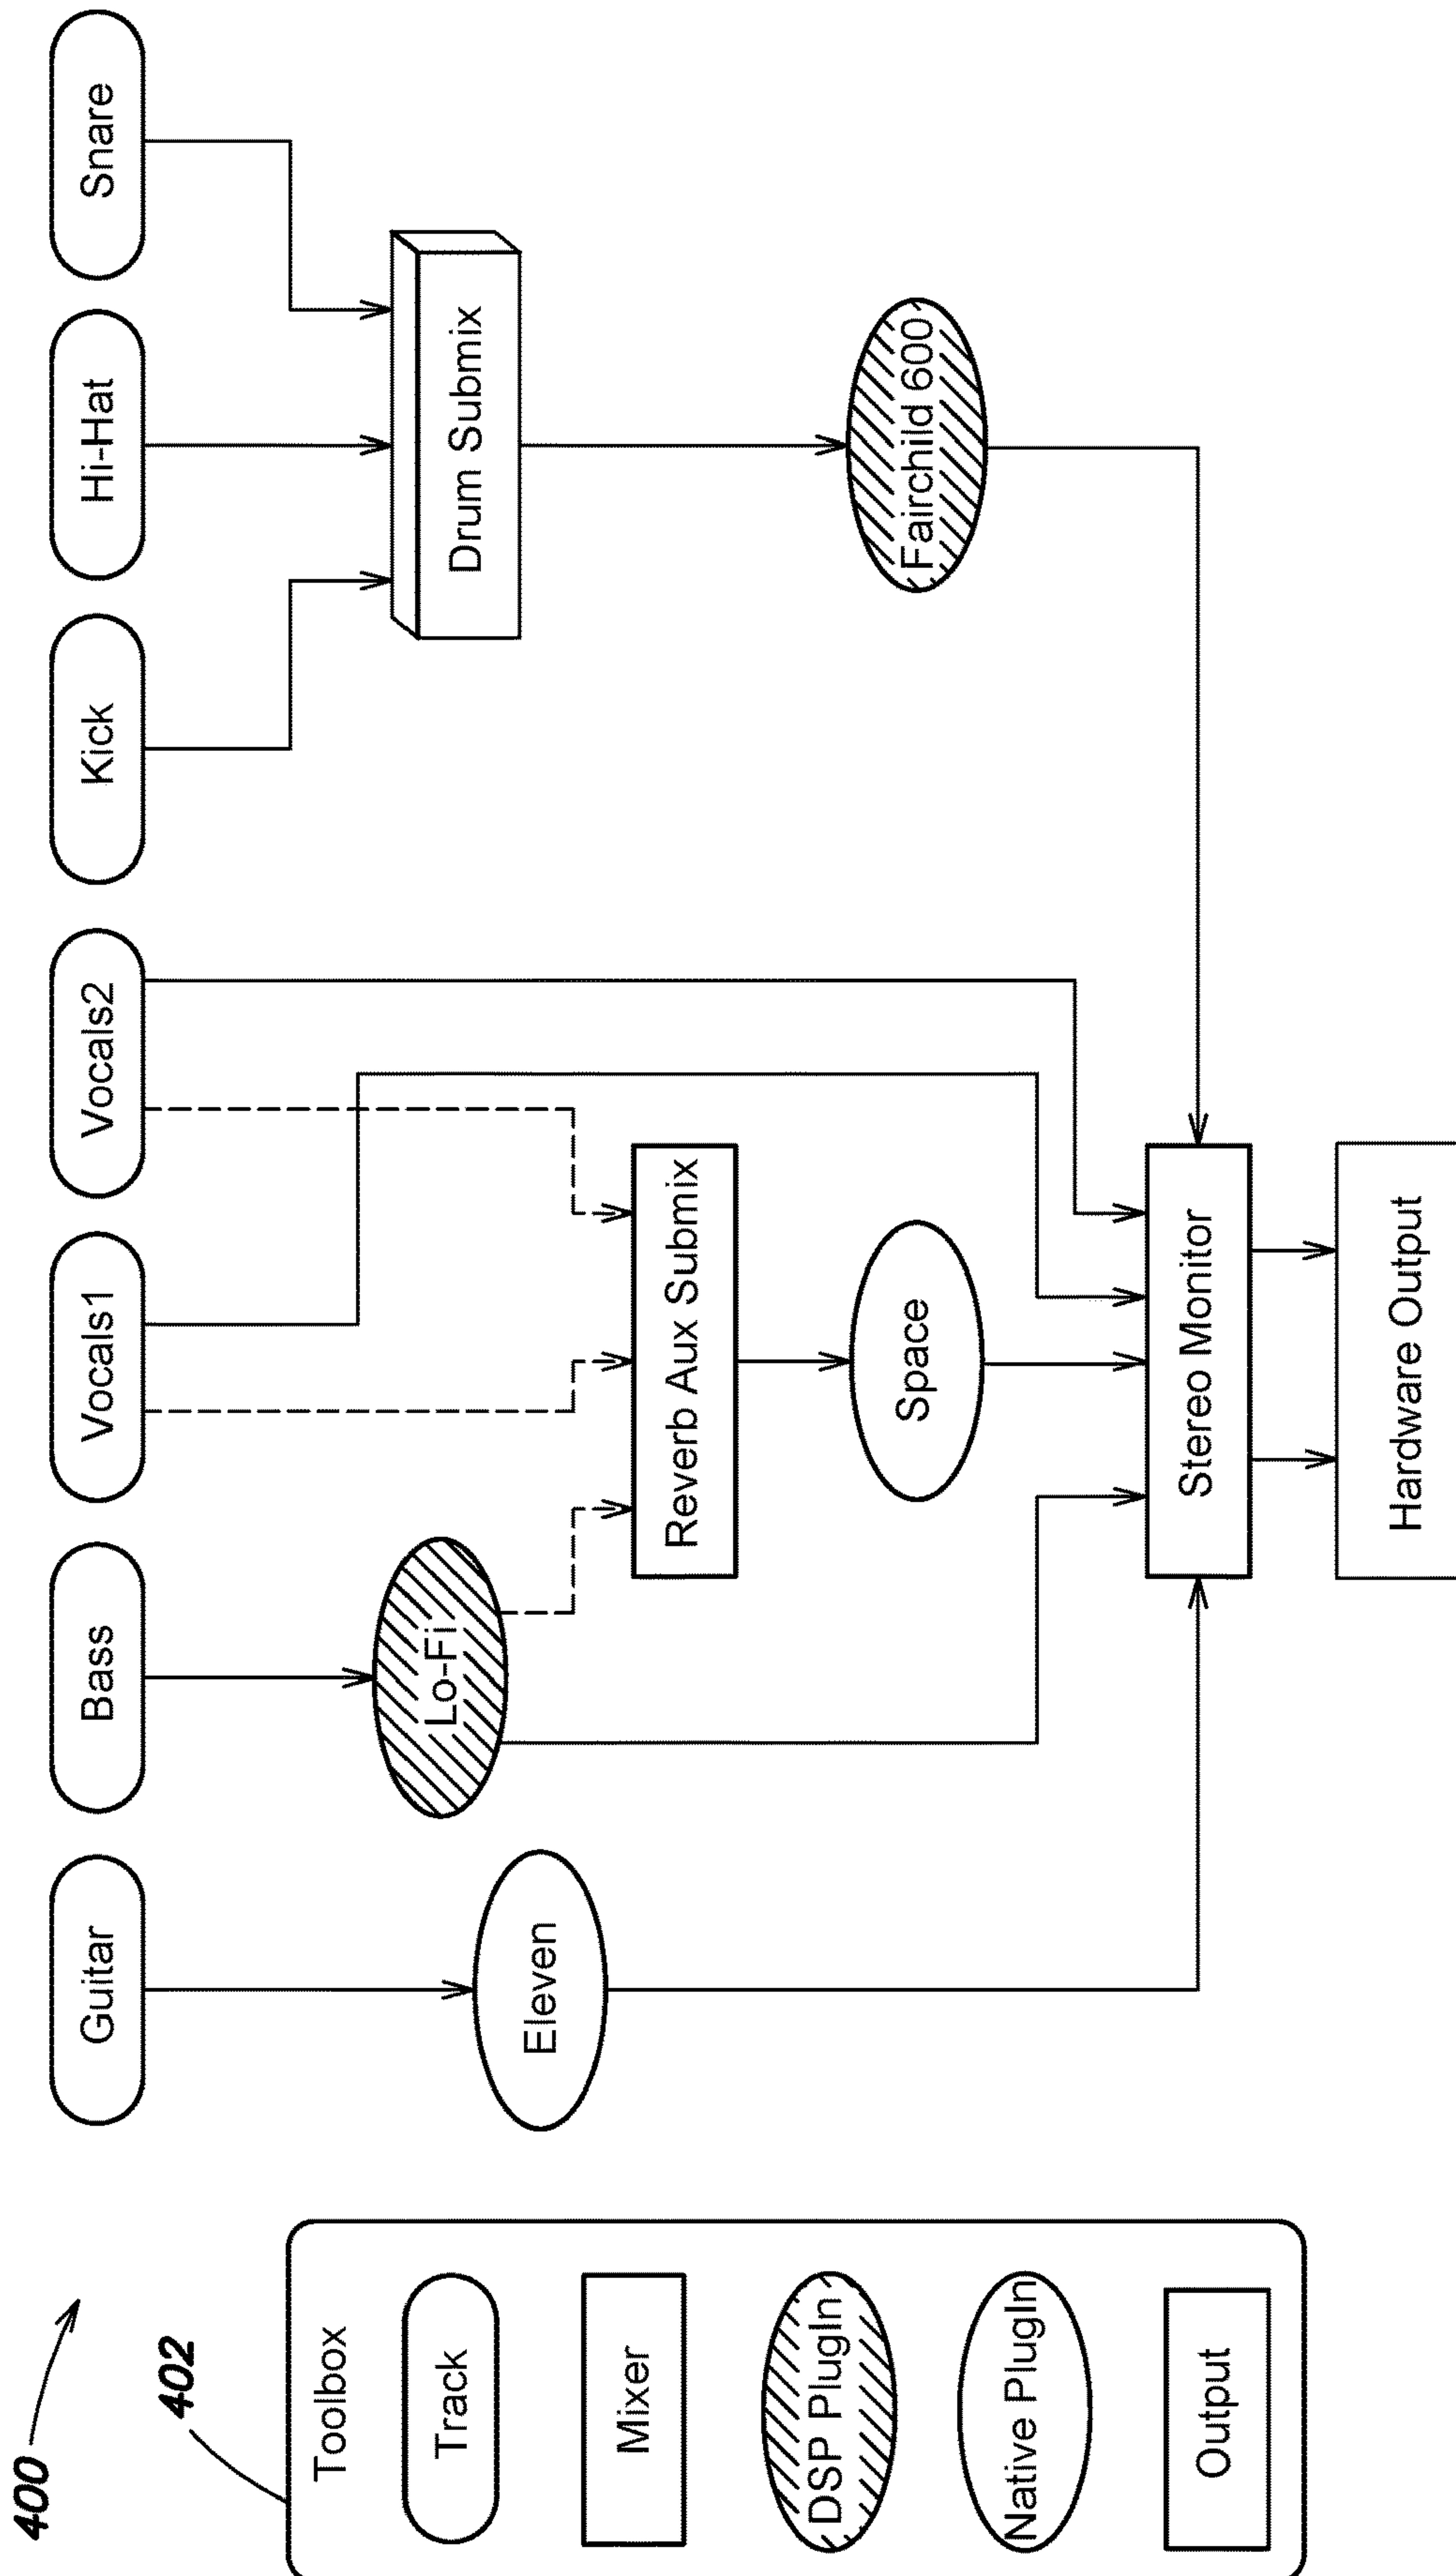 400
402
Toolbox
Track
Mixer
DSP PlugIn
Native PlugIn
Output
Guitar
Bass
Vocals1
Vocals2
Kick
Hi-Hat
Snare
Eleven
Lo-Fi
Drum Submix
Reverb Aux Submix
Space
Fairchild 600
Stereo Monitor
Hardware Output